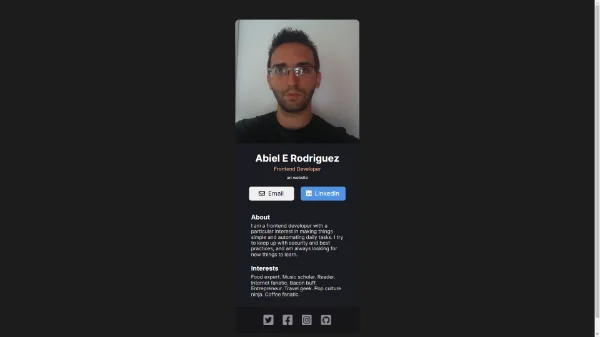 Abiel E Rodriguez
Frontend Developer
Email
LinkedIn
About
I am a frontend developer with a
particular interest in making things
simple and automating daily tasks. I try
to keep up with security and best
practices, and am always looking for
new things to learn.
Interests
Food expert. Music scholar. Reader.
Internet fanatic. Bacon buff.
Entrepreneur. Travel geek. Pop culture
ninja. Coffee fanatic.